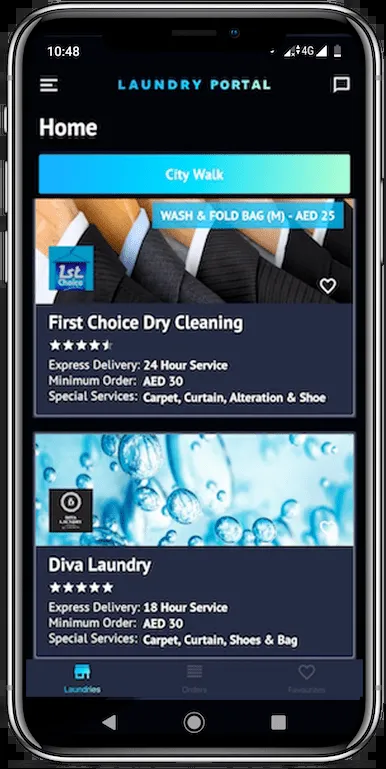 10:48
4G
LAUNDRY PORTAL
Home
City Walk
WASH & FOLD BAG (M) - AED 25
1st
Choice
First Choice Dry Cleaning
Express Delivery: 24 Hour Service
Minimum Order: AED 30
Special Services: Carpet, Curtain, Alteration & Shoe
Diva Laundry
Express Delivery: 18 Hour Service
Minimum Order: AED 30
Special Services: Carpet, Curtain, Shoes & Bag
Laundries Orders Favourites